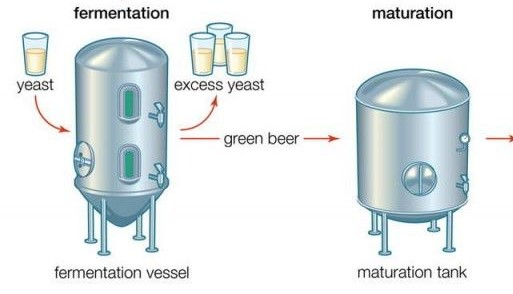 fermentation
maturation
yeast
excess yeast
green beer
fermentation vessel
maturation tank